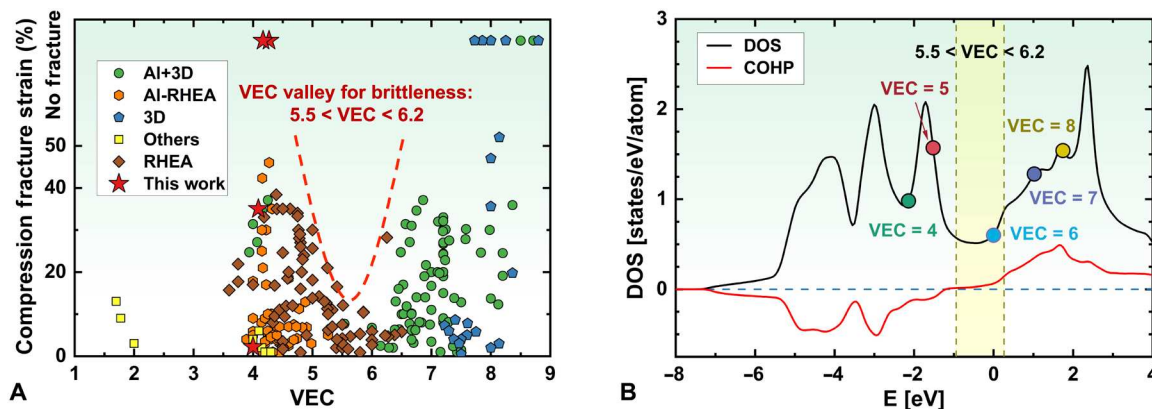 Compression fracture strain (%)
No fracture
50
40
30
20
10
0
Al+3D
Al-RHEA
3D
Others
RHEA
This work
VEC valley for brittleness:
5.5 < VEC < 6.2
1 2 3 4 5 6 7 8 9
VEC
A
DOS [states/eV/atom]
3
2
1
0
DOS
COHP
5.5 < VEC < 6.2
VEC = 5
VEC = 8
VEC = 7
VEC = 4
VEC = 6
−8 −6 −4 −2 0 2 4
E [eV]
B